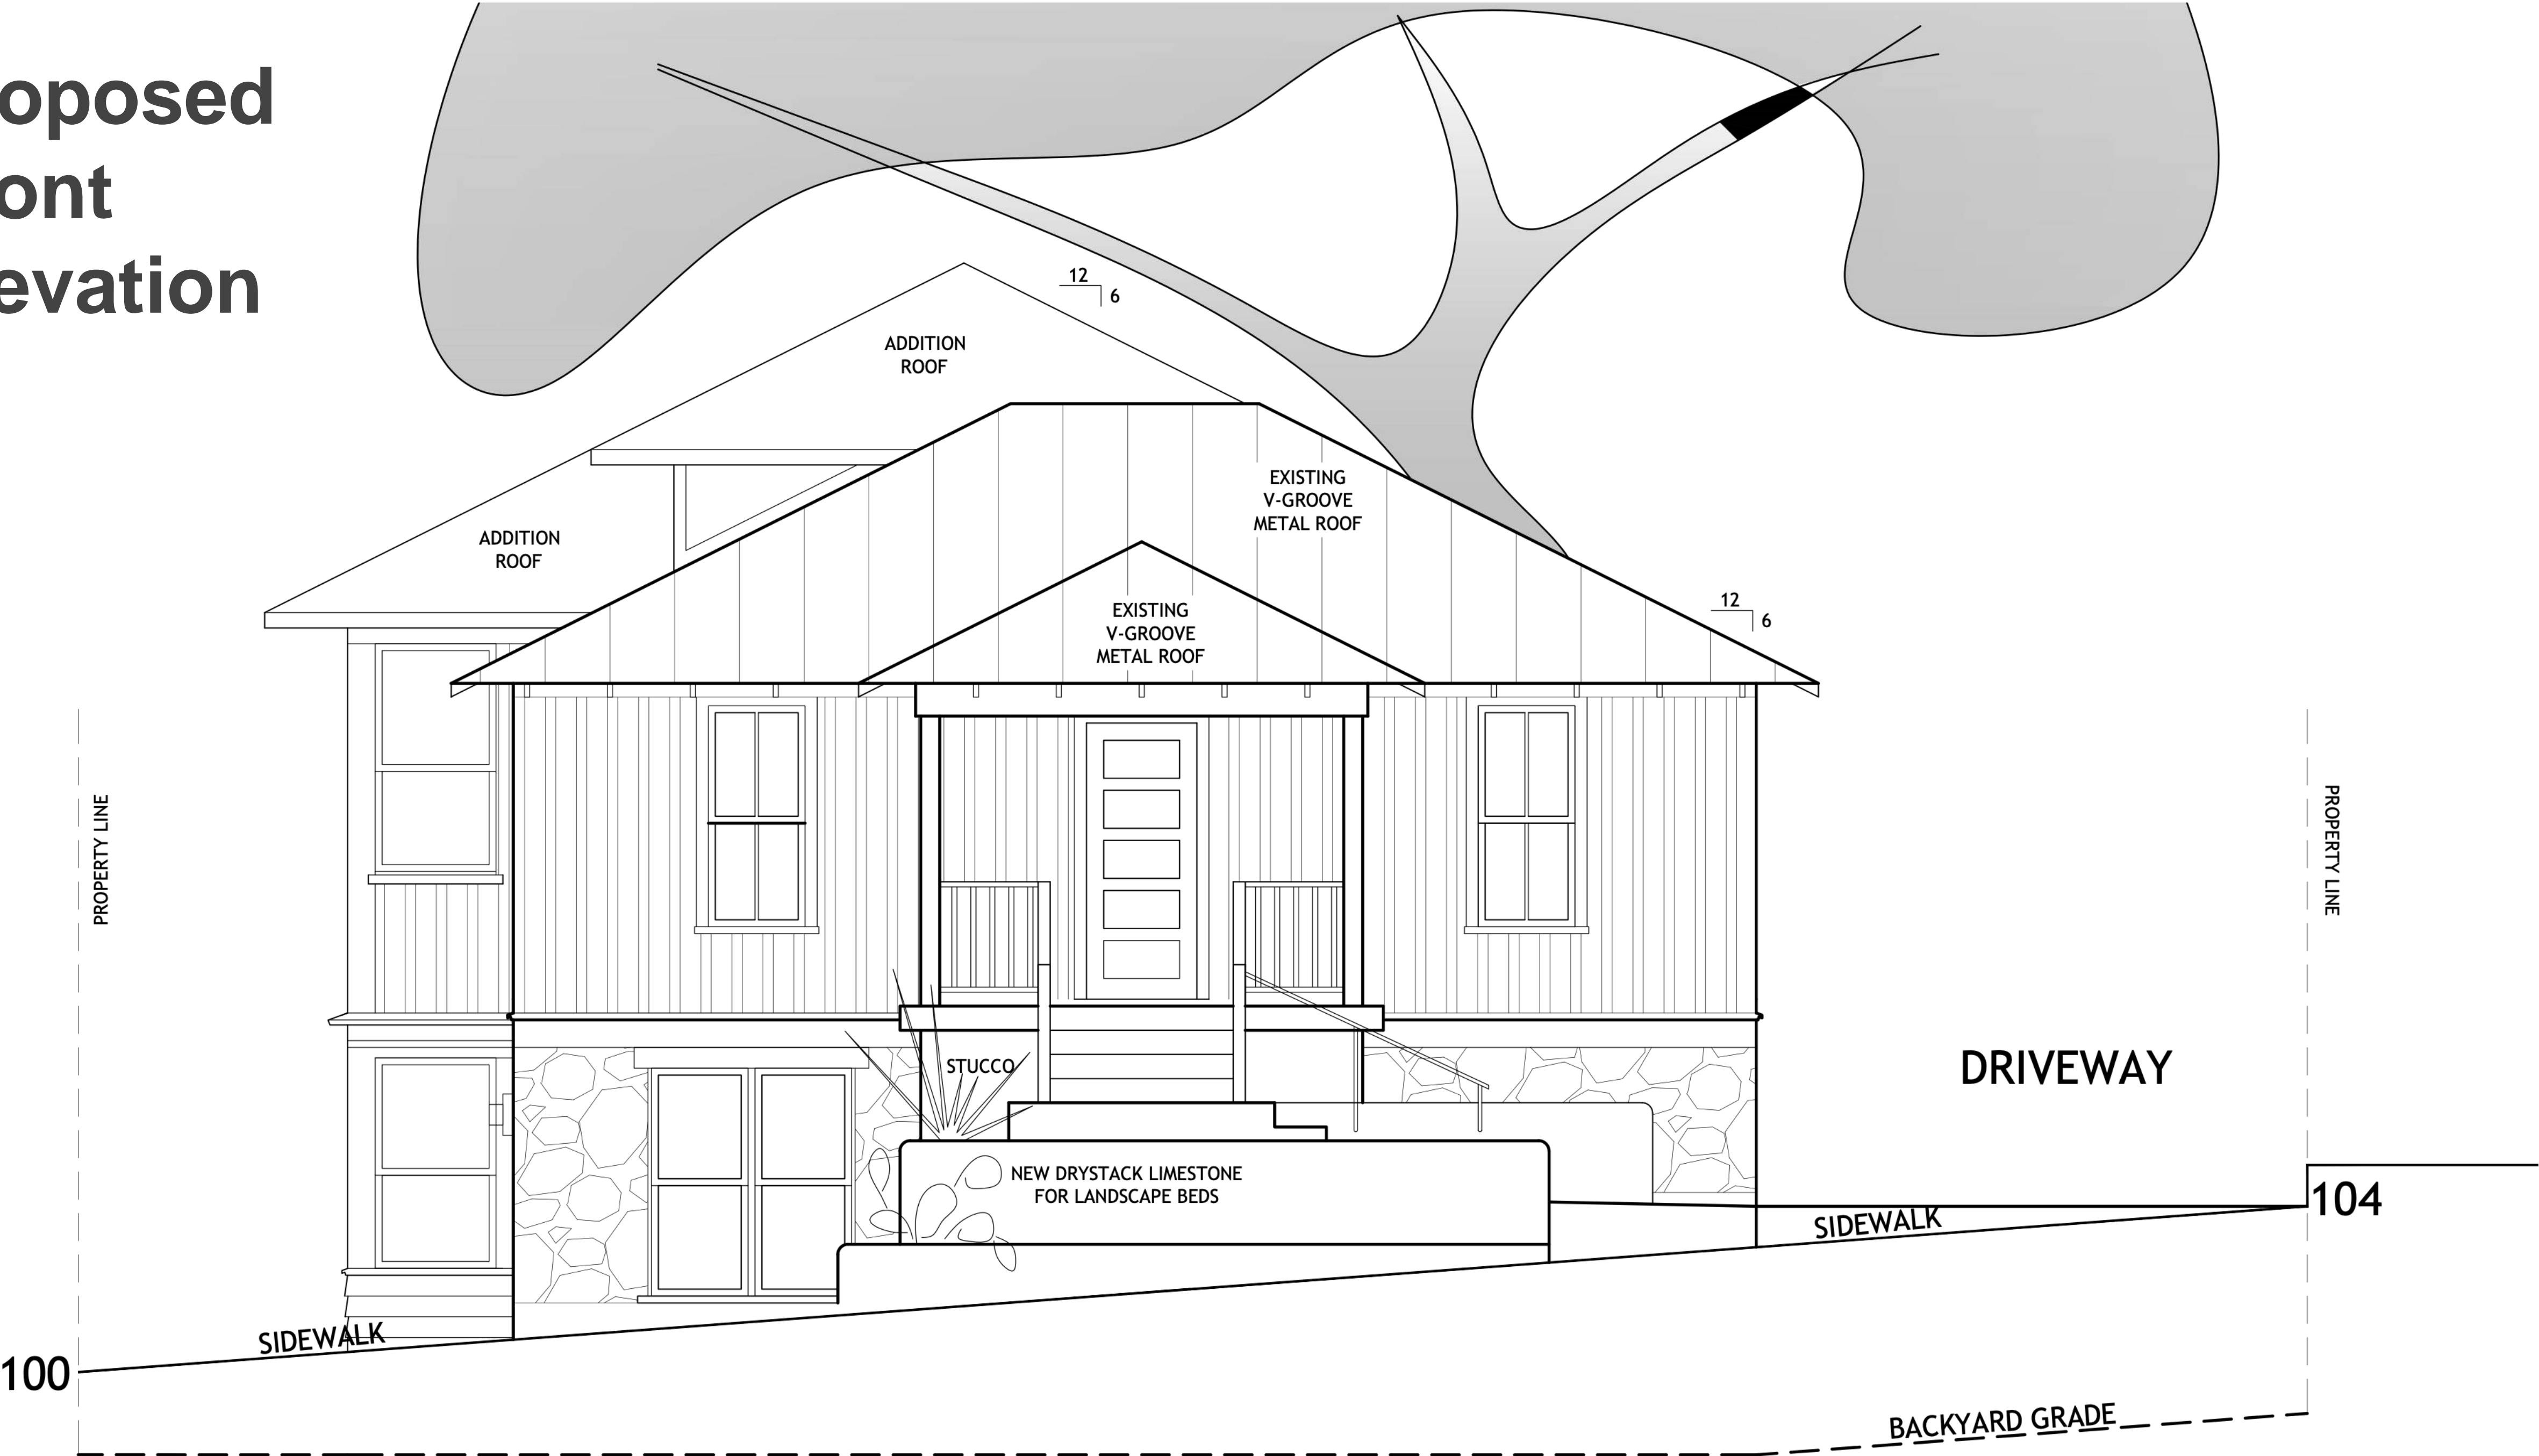 oposed
ont
evation
12
6
ADDITION
ROOF
EXISTING
V-GROOVE
METAL ROOF
ADDITION
ROOF
12
6
EXISTING
V-GROOVE
METAL ROOF
PROPERTY LINE
PROPERTY LINE
STUCCO
DRIVEWAY
NEW DRYSTACK LIMESTONE
FOR LANDSCAPE BEDS
104
SIDEWALK
SIDEWALK
100
BACKYARD GRADE